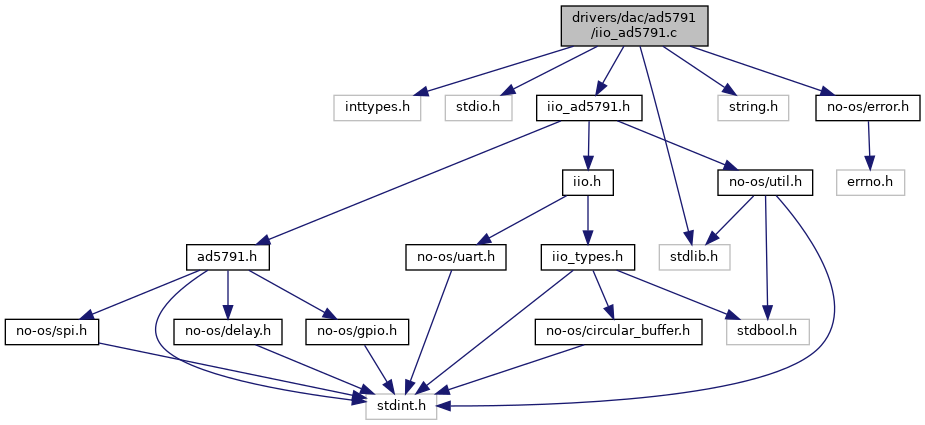 drivers/dac/ad5791
/iio_ad5791.c
inttypes.h
stdio.h
iio_ad5791.h
string.h
no-os/error.h
iio.h
no-os/util.h
errno.h
ad5791.h
no-os/uart.h
iio_types.h
stdlib.h
no-os/spi.h
no-os/delay.h
no-os/gpio.h
no-os/circular_buffer.h
stdbool.h
stdint.h